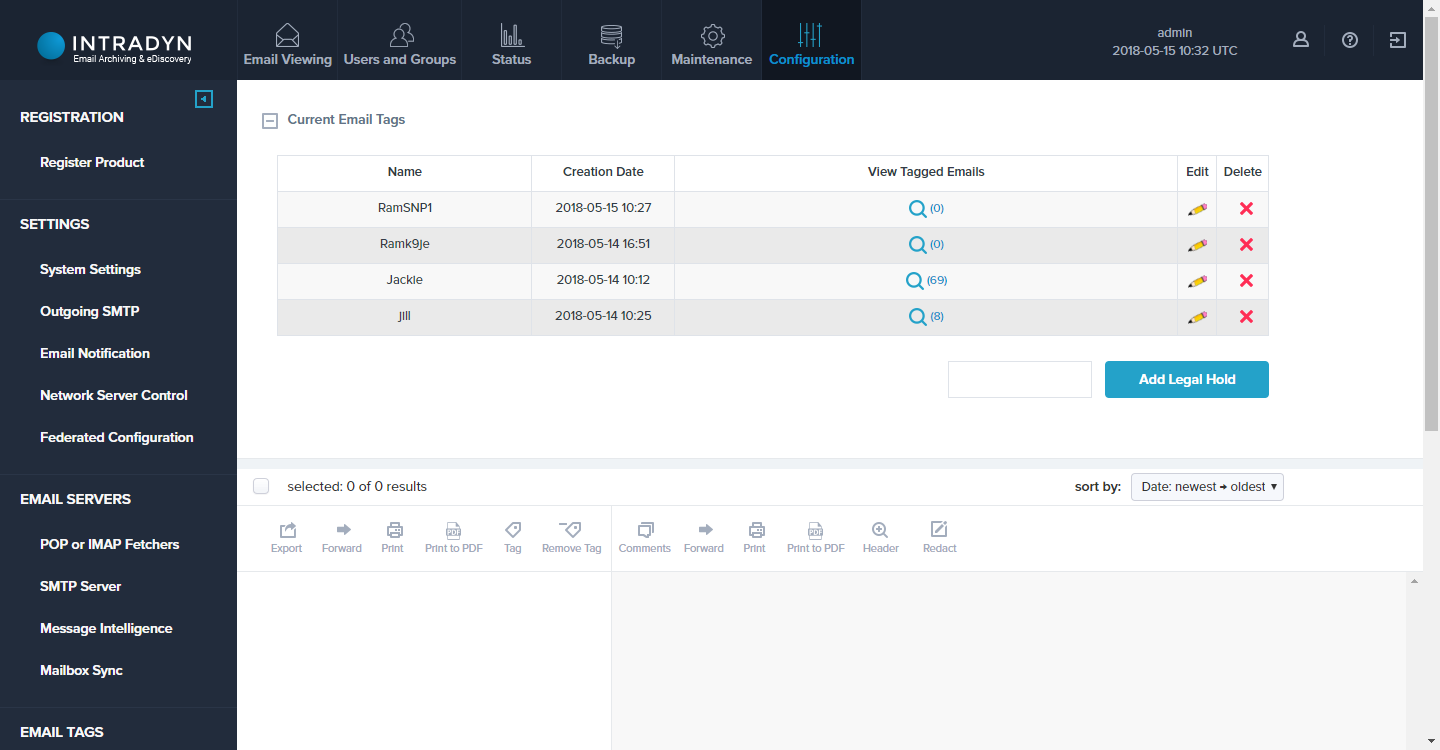 INTRADYN
Email Archiving & eDiscovery
Email Viewing
Users and Groups
Status
Backup
Maintenance
Configuration
admin
2018-05-15 10:32 UTC
REGISTRATION
Register Product
SETTINGS
System Settings
Outgoing SMTP
Email Notification
Network Server Control
Federated Configuration
EMAIL SERVERS
POP or IMAP Fetchers
SMTP Server
Message Intelligence
Mailbox Sync
EMAIL TAGS
Current Email Tags
Name Creation Date View Tagged Emails Edit Delete
RamSNP1 2018-05-15 10:27 (0)
Ramk9je 2018-05-14 16:51 (0)
Jackie 2018-05-14 10:12 (69)
jill 2018-05-14 10:25 (8)
Add Legal Hold
selected: 0 of 0 results
sort by: Date: newest → oldest
Export Forward Print Print to PDF Tag Remove Tag
Comments Forward Print Print to PDF Header Redact